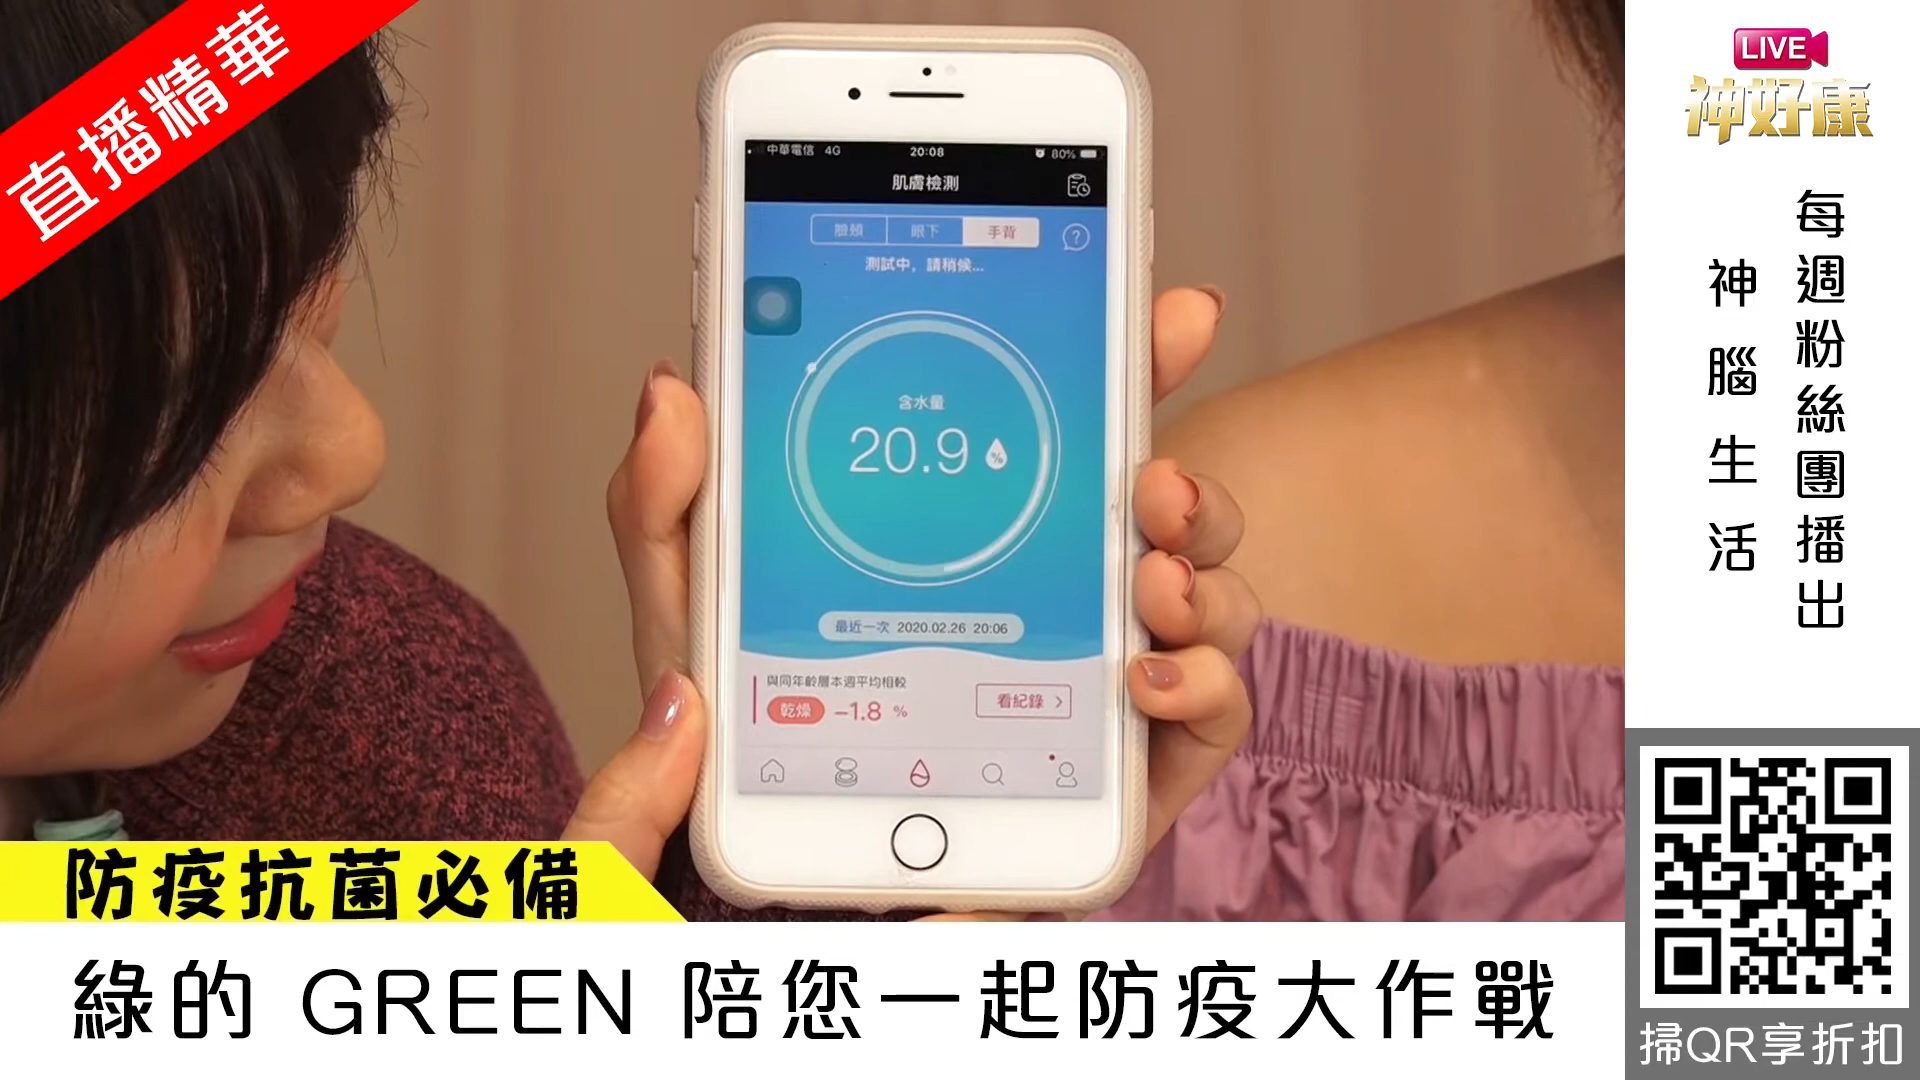 直播精華
中華電信 4G 20:08 80%
肌膚檢測
臉頰 眼下 手背
?
測試中，請稍候...
含水量
20.9 %
最近一次 2020.02.26 20:06
與同年齡層本週平均相較
乾燥 -1.8 %
看紀錄
防疫抗菌必備
綠的 GREEN 陪您一起防疫大作戰
LIVE
神好康
每週粉絲團播出
神腦生活
掃QR享折扣